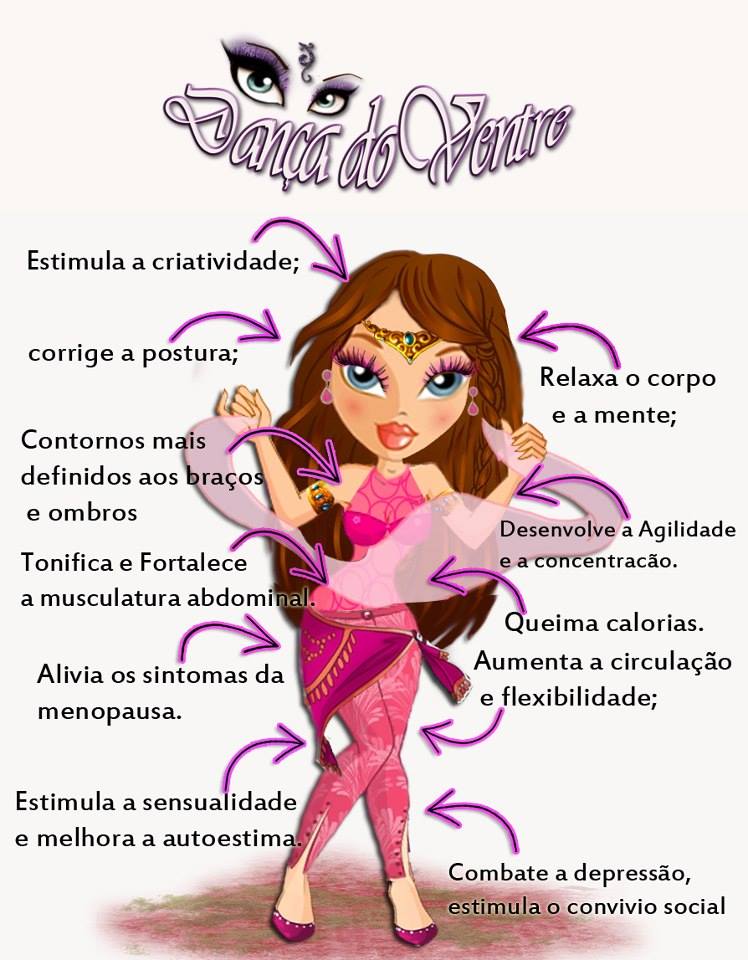 Dança do Ventre
Estimula a criatividade;
corrige a postura;
Relaxa o corpo
e a mente;
Contornos mais
definidos aos braços
e ombros
Desenvolve a Agilidade
e a concentracão.
Tonifica e Fortalece
a musculatura abdominal.
Queima calorias.
Alivia os sintomas da
menopausa.
Aumenta a circulação
e flexibilidade;
Estimula a sensualidade
e melhora a autoestima.
Combate a depressão,
estimula o convivio social